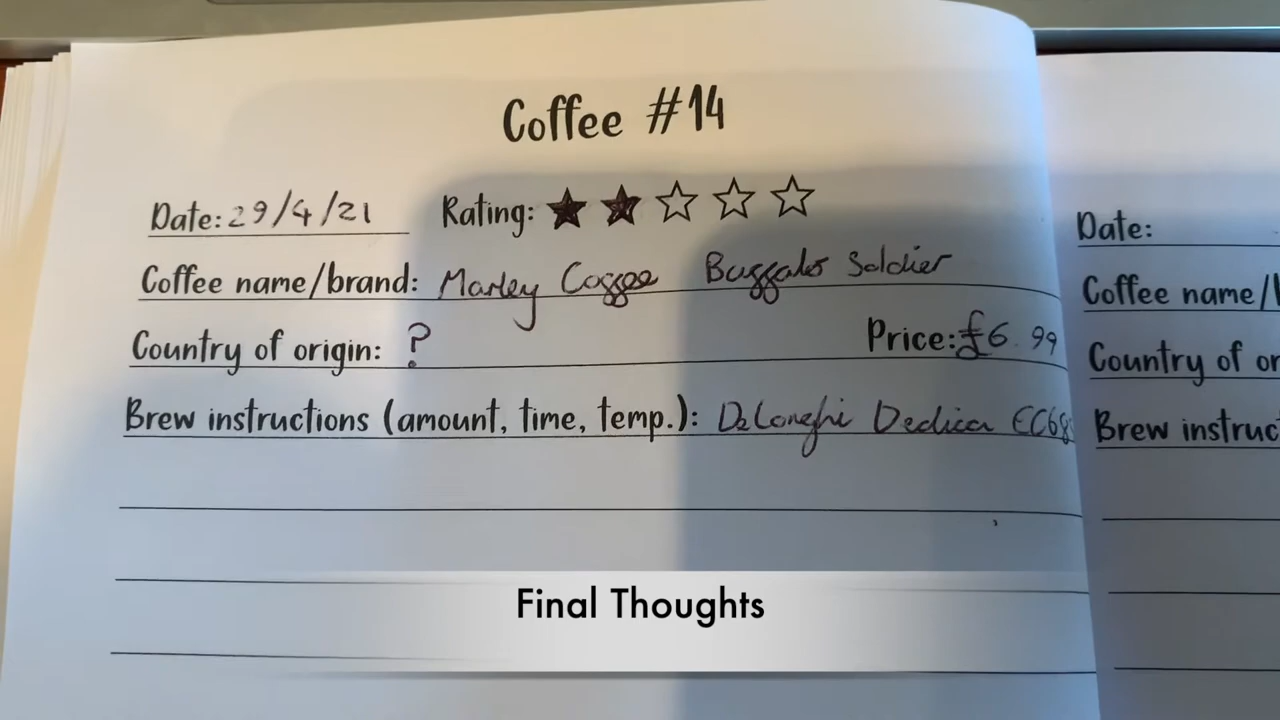 Coffee #14
Date: 29/4/21 Rating:
Coffee name/brand: Marley Coffee Buffalo Soldier
Country of origin: ? Price: £6.99
Brew instructions (amount, time, temp.): DeLonghi Dedica EC68
Final Thoughts
Date:
Coffee name/
Country of or
Brew instruc